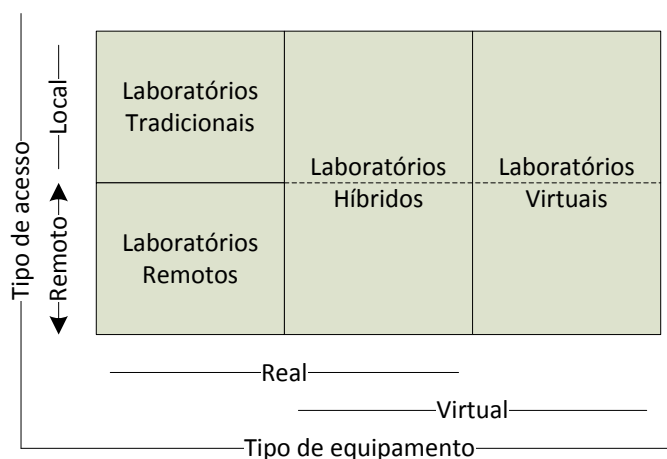 Tipo de acesso
Local
Remoto
Laboratórios
Tradicionais
Laboratórios
Remotos
Laboratórios
Híbridos
Laboratórios
Virtuais
Real
Virtual
Tipo de equipamento